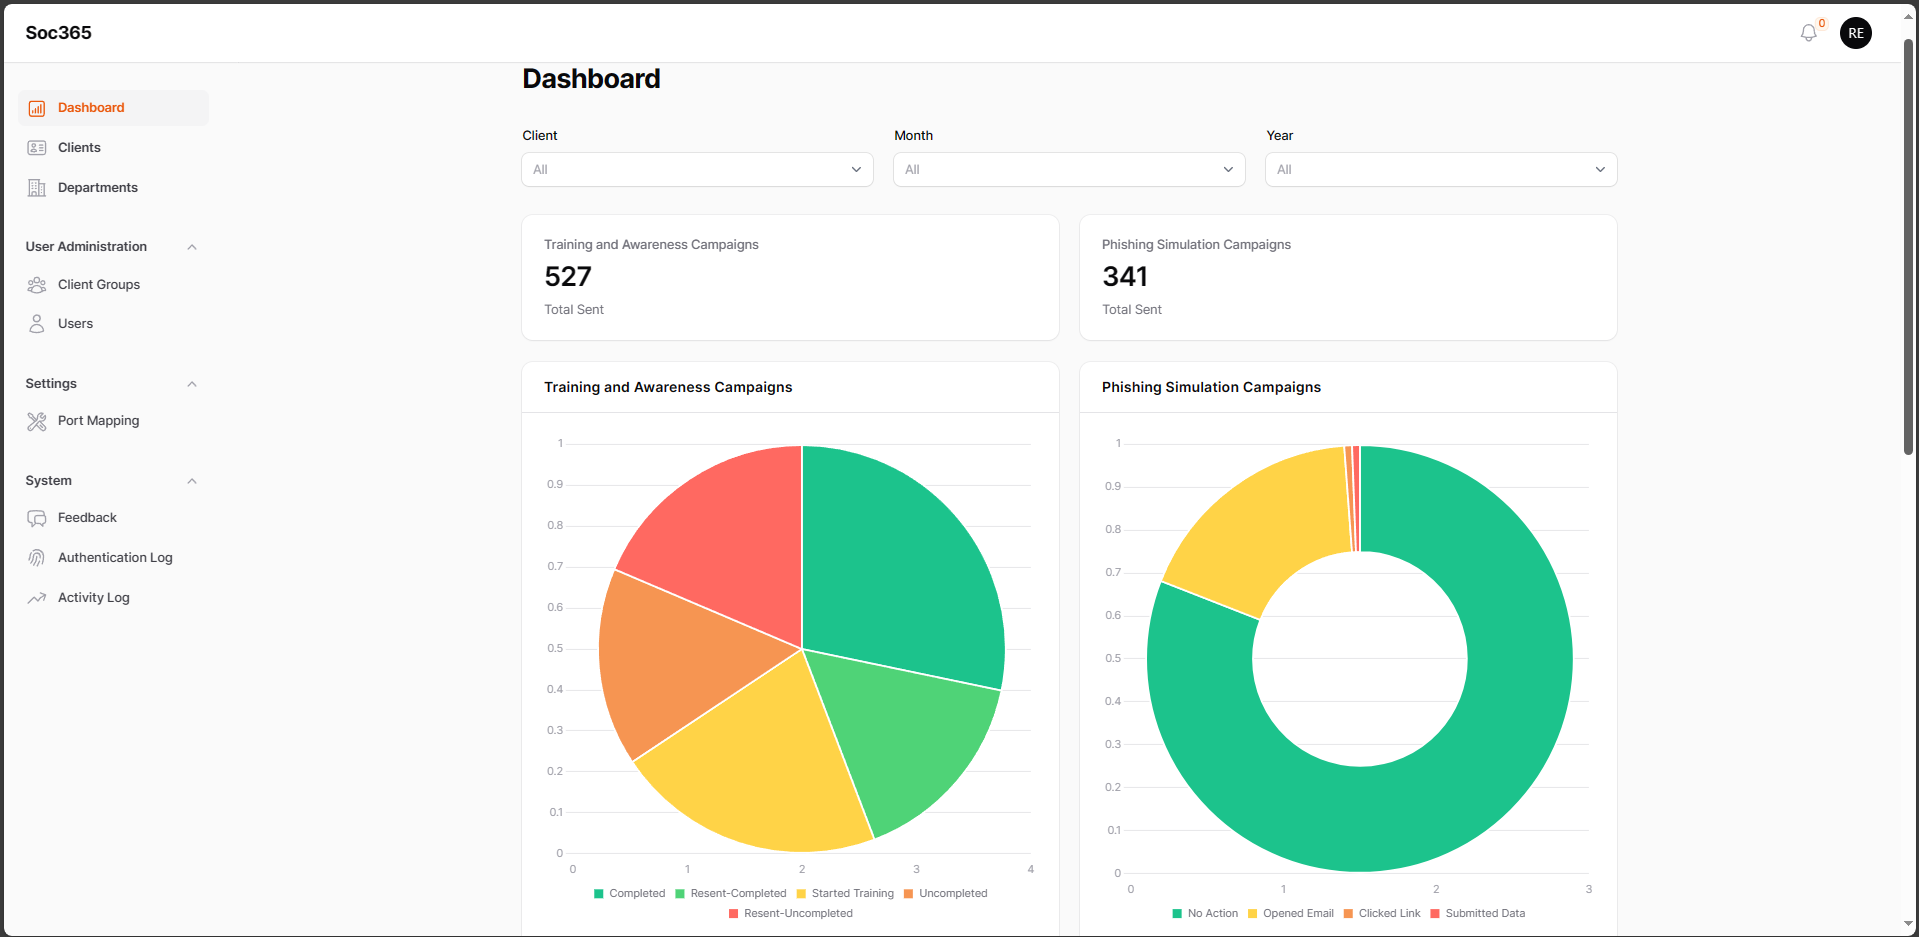 Soc365
0
RE
Dashboard
Clients
Departments
User Administration
Client Groups
Users
Settings
Port Mapping
System
Feedback
Authentication Log
Activity Log
Dashboard
Client Month Year
All All All
Training and Awareness Campaigns
527
Total Sent
Phishing Simulation Campaigns
341
Total Sent
Training and Awareness Campaigns
1
0.9
0.8
0.7
0.6
0.5
0.4
0.3
0.2
0.1
0
0 1 2 3 4
Completed Resent-Completed Started Training Uncompleted
Resent-Uncompleted
Phishing Simulation Campaigns
1
0.9
0.8
0.7
0.6
0.5
0.4
0.3
0.2
0.1
0
0 1 2 3
No Action Opened Email Clicked Link Submitted Data